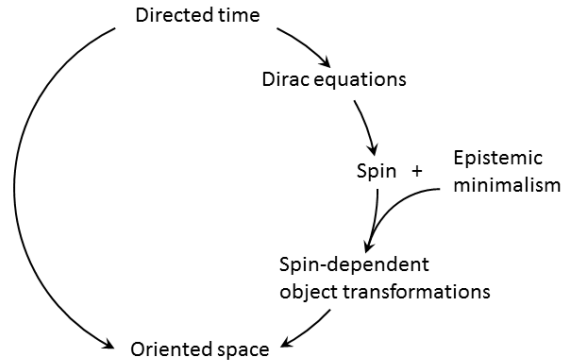 Directed time
Dirac equations
Spin +
Epistemic
minimalism
Spin-dependent
object transformations
Oriented space